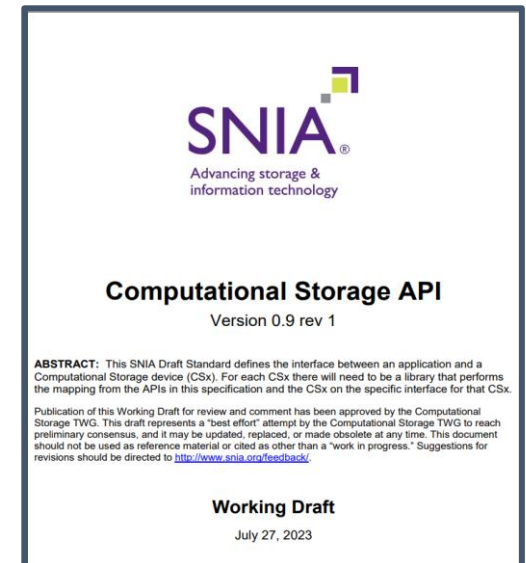 SNIA®
Advancing storage &
information technology
Computational Storage API
Version 0.9 rev 1
ABSTRACT: This SNIA Draft Standard defines the interface between an application and a
Computational Storage device (CSx). For each CSx there will need to be a library that performs
the mapping from the APIs in this specification and the CSx on the specific interface for that CSx.
Publication of this Working Draft for review and comment has been approved by the Computational
Storage TWG. This draft represents a “best effort” attempt by the Computational Storage TWG to reach
preliminary consensus, and it may be updated, replaced, or made obsolete at any time. This document
should not be used as reference material or cited as other than a “work in progress.” Suggestions for
revisions should be directed to http://www.snia.org/feedback/.
Working Draft
July 27, 2023